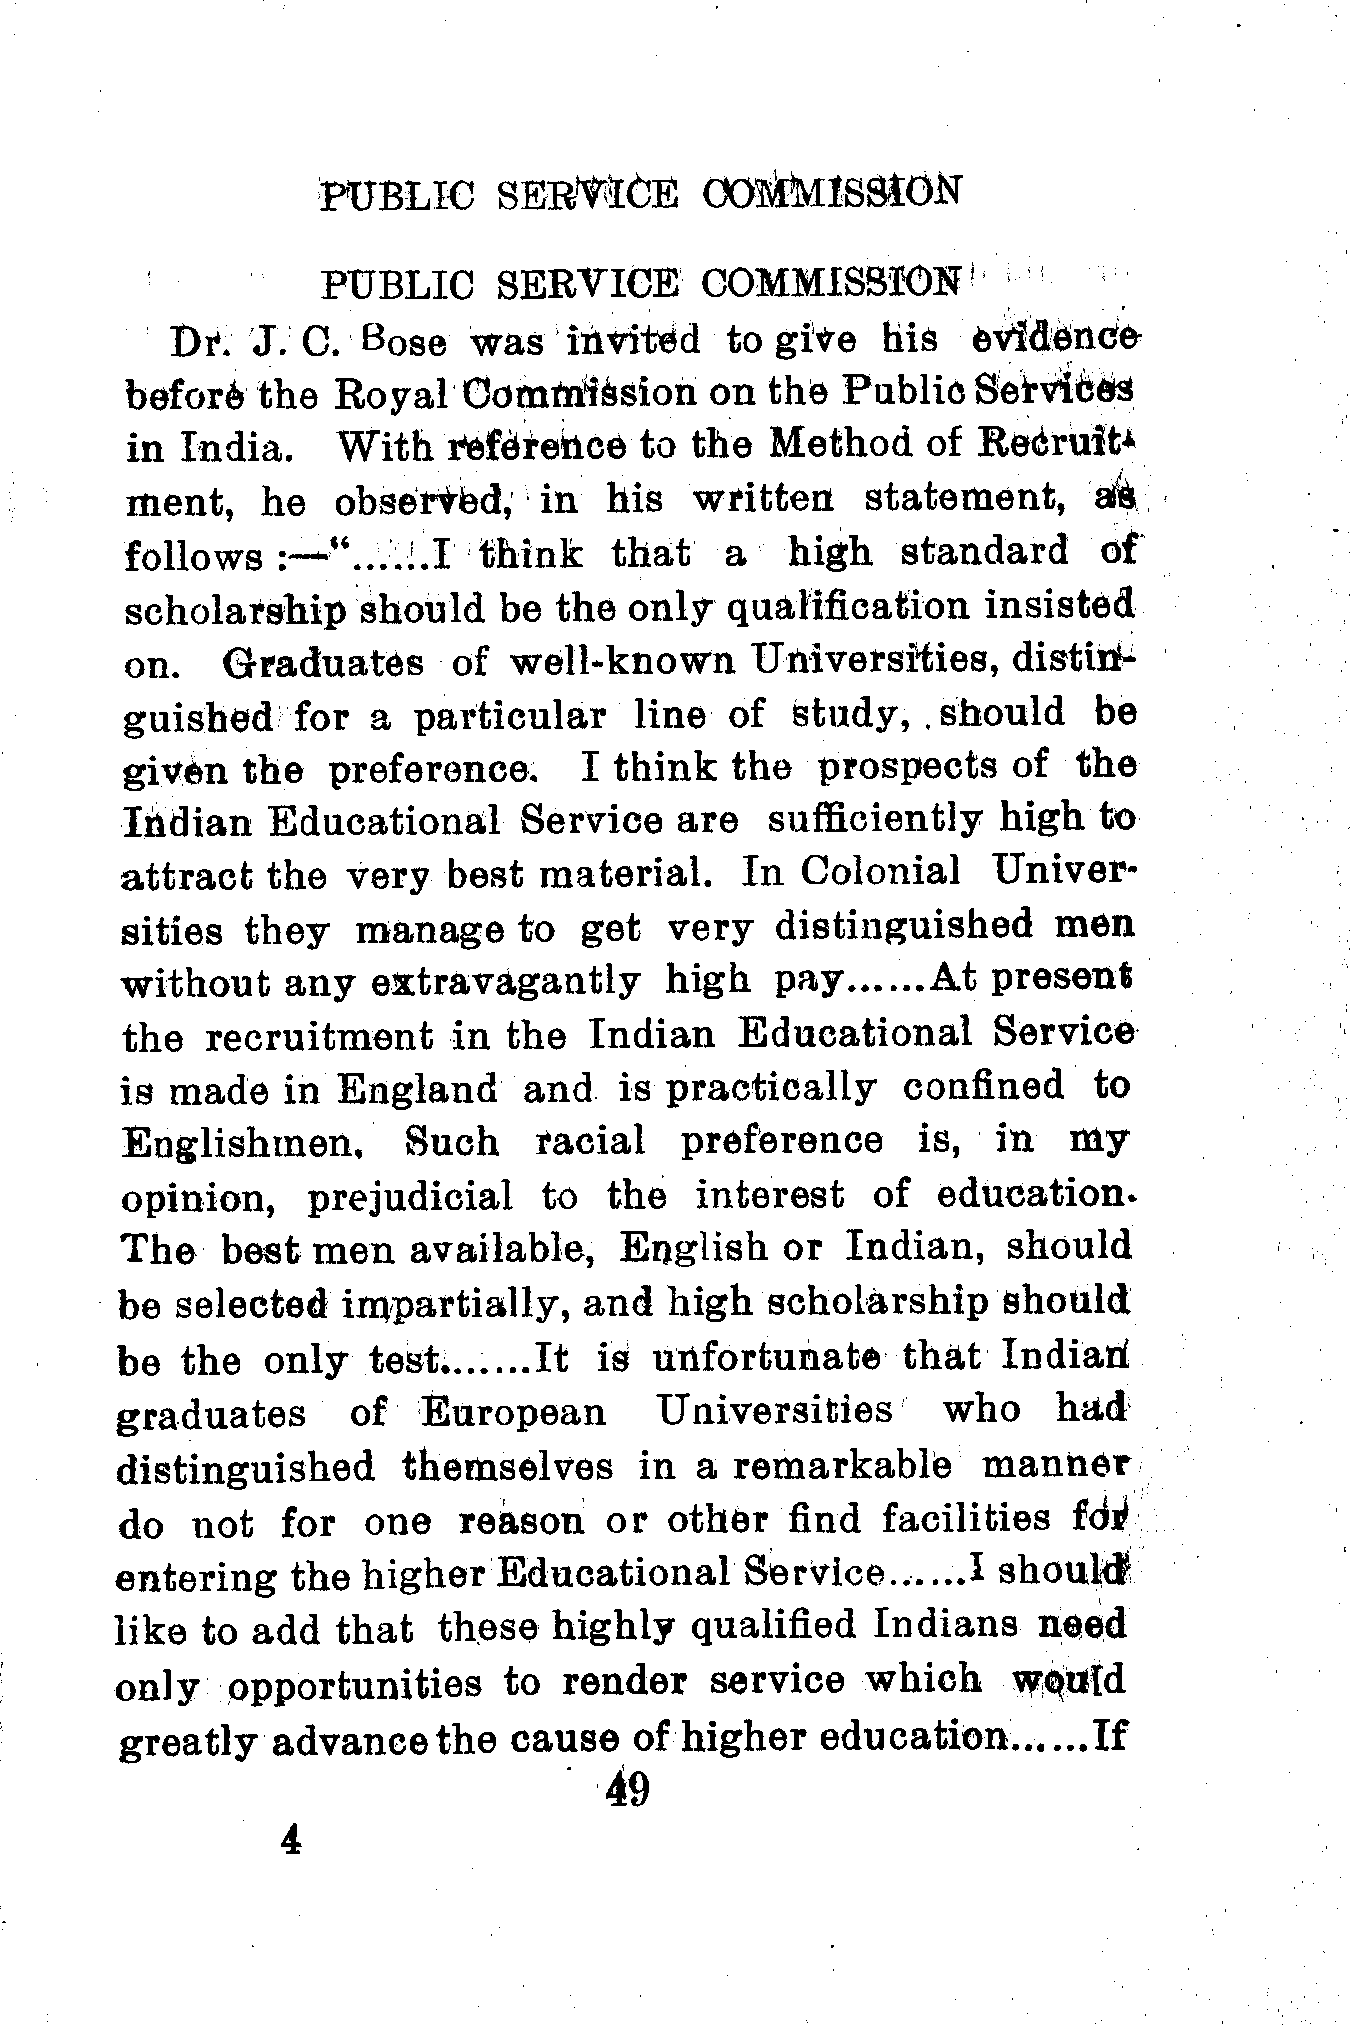 PUBLIC SERVICE COMMISSION
PUBLIC SERVICE COMMISSION
Dr. J. C. Bose was invited to give his evidence
before the Royal Commission on the Public Services
in India. With reference to the Method of Recruit-
ment, he observed, in his written statement, as
follows :—“......I think that a high standard of
scholarship should be the only qualification insisted
on. Graduates of well-known Universities, distin-
guished for a particular line of study, should be
given the preference. I think the prospects of the
Indian Educational Service are sufficiently high to
attract the very best material. In Colonial Univer-
sities they manage to get very distinguished men
without any extravagantly high pay......At present
the recruitment in the Indian Educational Service
is made in England and is practically confined to
Englishmen. Such racial preference is, in my
opinion, prejudicial to the interest of education.
The best men available, English or Indian, should
be selected impartially, and high scholarship should
be the only test.......It is unfortunate that Indian
graduates of European Universities who had
distinguished themselves in a remarkable manner
do not for one reason or other find facilities for
entering the higher Educational Service......I should
like to add that these highly qualified Indians need
only opportunities to render service which would
greatly advance the cause of higher education......If
49
4